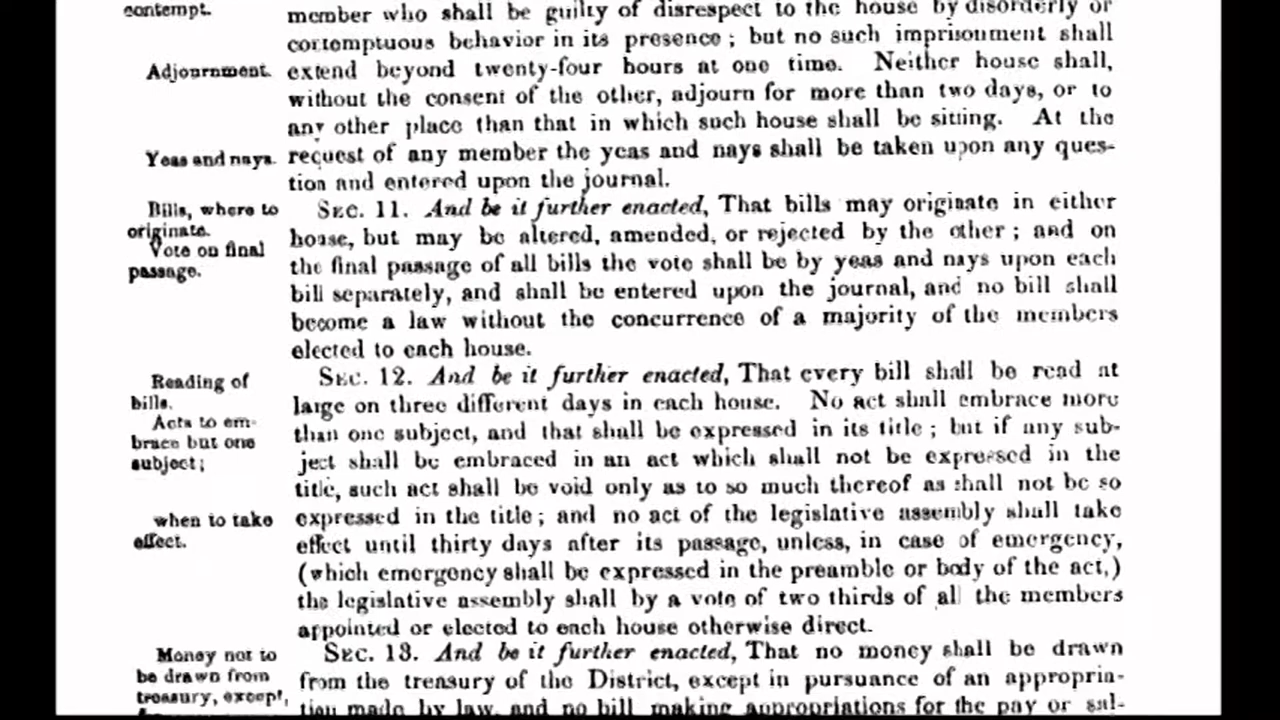 contempt.
member who shall be guilty of disrespect to the house by disorderly or
contemptuous behavior in its presence ; but no such imprisonment shall
Adjournment.
extend beyond twenty-four hours at one time. Neither house shall,
without the consent of the other, adjourn for more than two days, or to
any other place than that in which such house shall be sitting. At the
Yeas and nays.
request of any member the yeas and nays shall be taken upon any ques-
tion and entered upon the journal.
Bills, where to
originate.
Vote on final
passage.
SEC. 11. And be it further enacted, That bills may originate in either
house, but may be altered, amended, or rejected by the other ; and on
the final passage of all bills the vote shall be by yeas and nays upon each
bill separately, and shall be entered upon the journal, and no bill shall
become a law without the concurrence of a majority of the members
elected to each house.
Reading of
bills.
Acts to em-
brace but one
subject ;
SEC. 12. And be it further enacted, That every bill shall be read at
large on three different days in each house. No act shall embrace more
than one subject, and that shall be expressed in its title ; but if any sub-
ject shall be embraced in an act which shall not be expressed in the
title, such act shall be void only as to so much thereof as shall not be so
when to take
effect.
expressed in the title ; and no act of the legislative assembly shall take
effect until thirty days after its passage, unless, in case of emergency,
(which emergency shall be expressed in the preamble or body of the act,)
the legislative assembly shall by a vote of two thirds of all the members
appointed or elected to each house otherwise direct.
Money not to
be drawn from
treasury, except,
SEC. 13. And be it further enacted, That no money shall be drawn
from the treasury of the District, except in pursuance of an appropria-
tion made by law, and no bill making appropriations for the pay or sal-